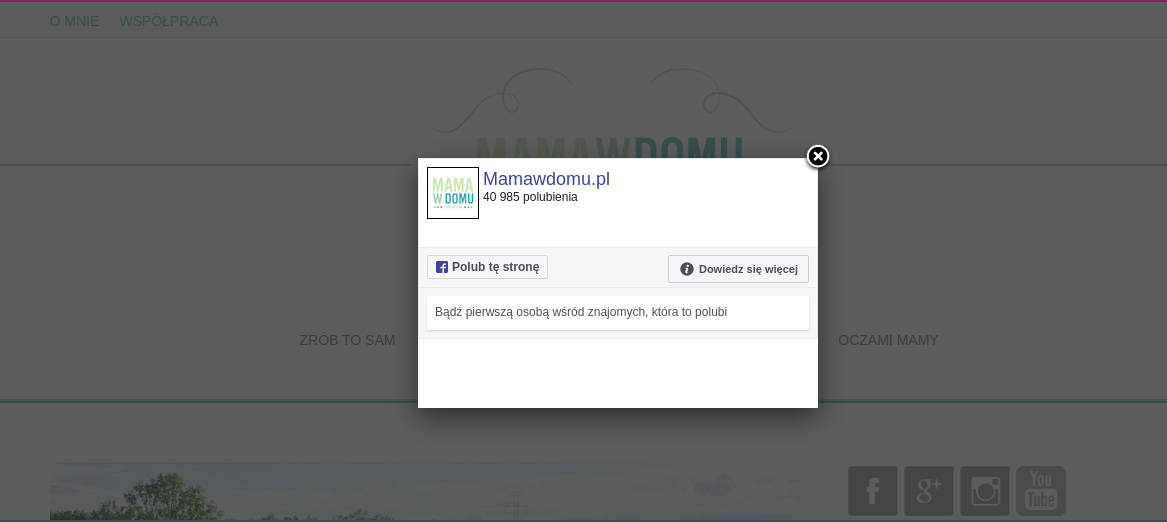 O MNIE WSPÓŁPRACA
MAMAWDOMU
MAMA
W DOMU
Mamawdomu.pl
40 985 polubienia
Polub tę stronę
Dowiedz się więcej
Bądź pierwszą osobą wśród znajomych, która to polubi
ZRÓB TO SAM OCZAMI MAMY
You
Tube